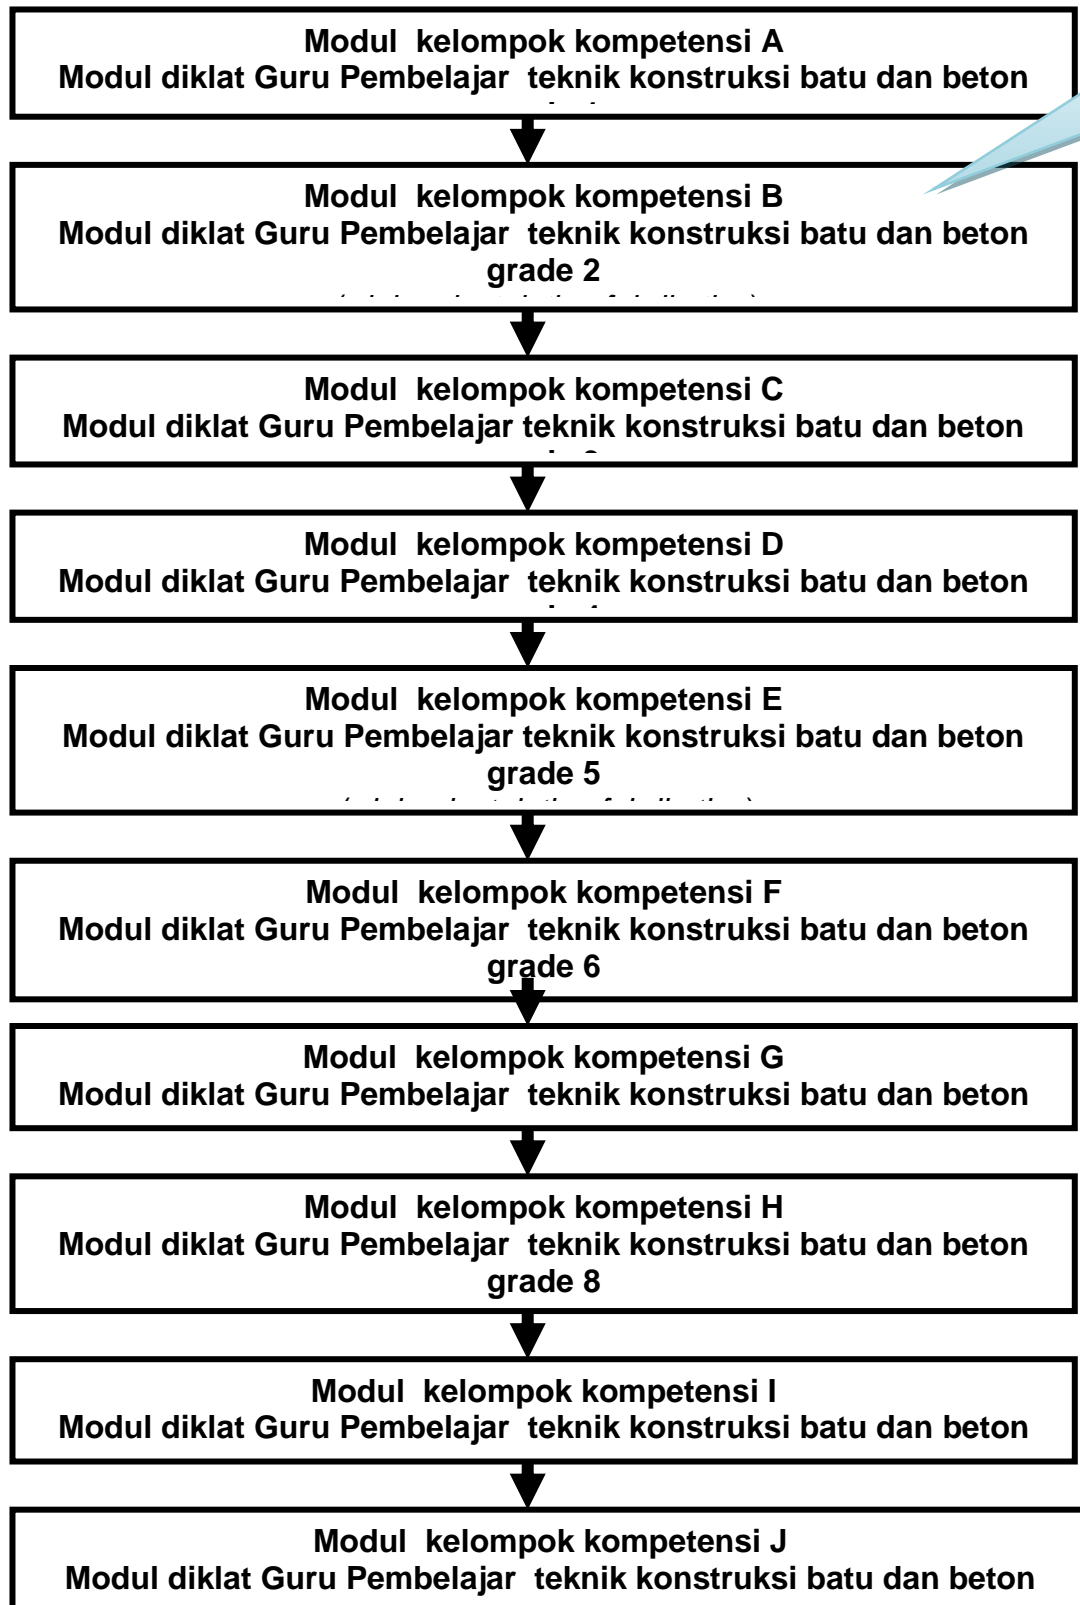 Modul kelompok kompetensi A
Modul diklat Guru Pembelajar teknik konstruksi batu dan beton
Modul kelompok kompetensi B
Modul diklat Guru Pembelajar teknik konstruksi batu dan beton
grade 2
Modul kelompok kompetensi C
Modul diklat Guru Pembelajar teknik konstruksi batu dan beton
Modul kelompok kompetensi D
Modul diklat Guru Pembelajar teknik konstruksi batu dan beton
Modul kelompok kompetensi E
Modul diklat Guru Pembelajar teknik konstruksi batu dan beton
grade 5
Modul kelompok kompetensi F
Modul diklat Guru Pembelajar teknik konstruksi batu dan beton
grade 6
Modul kelompok kompetensi G
Modul diklat Guru Pembelajar teknik konstruksi batu dan beton
Modul kelompok kompetensi H
Modul diklat Guru Pembelajar teknik konstruksi batu dan beton
grade 8
Modul kelompok kompetensi I
Modul diklat Guru Pembelajar teknik konstruksi batu dan beton
Modul kelompok kompetensi J
Modul diklat Guru Pembelajar teknik konstruksi batu dan beton